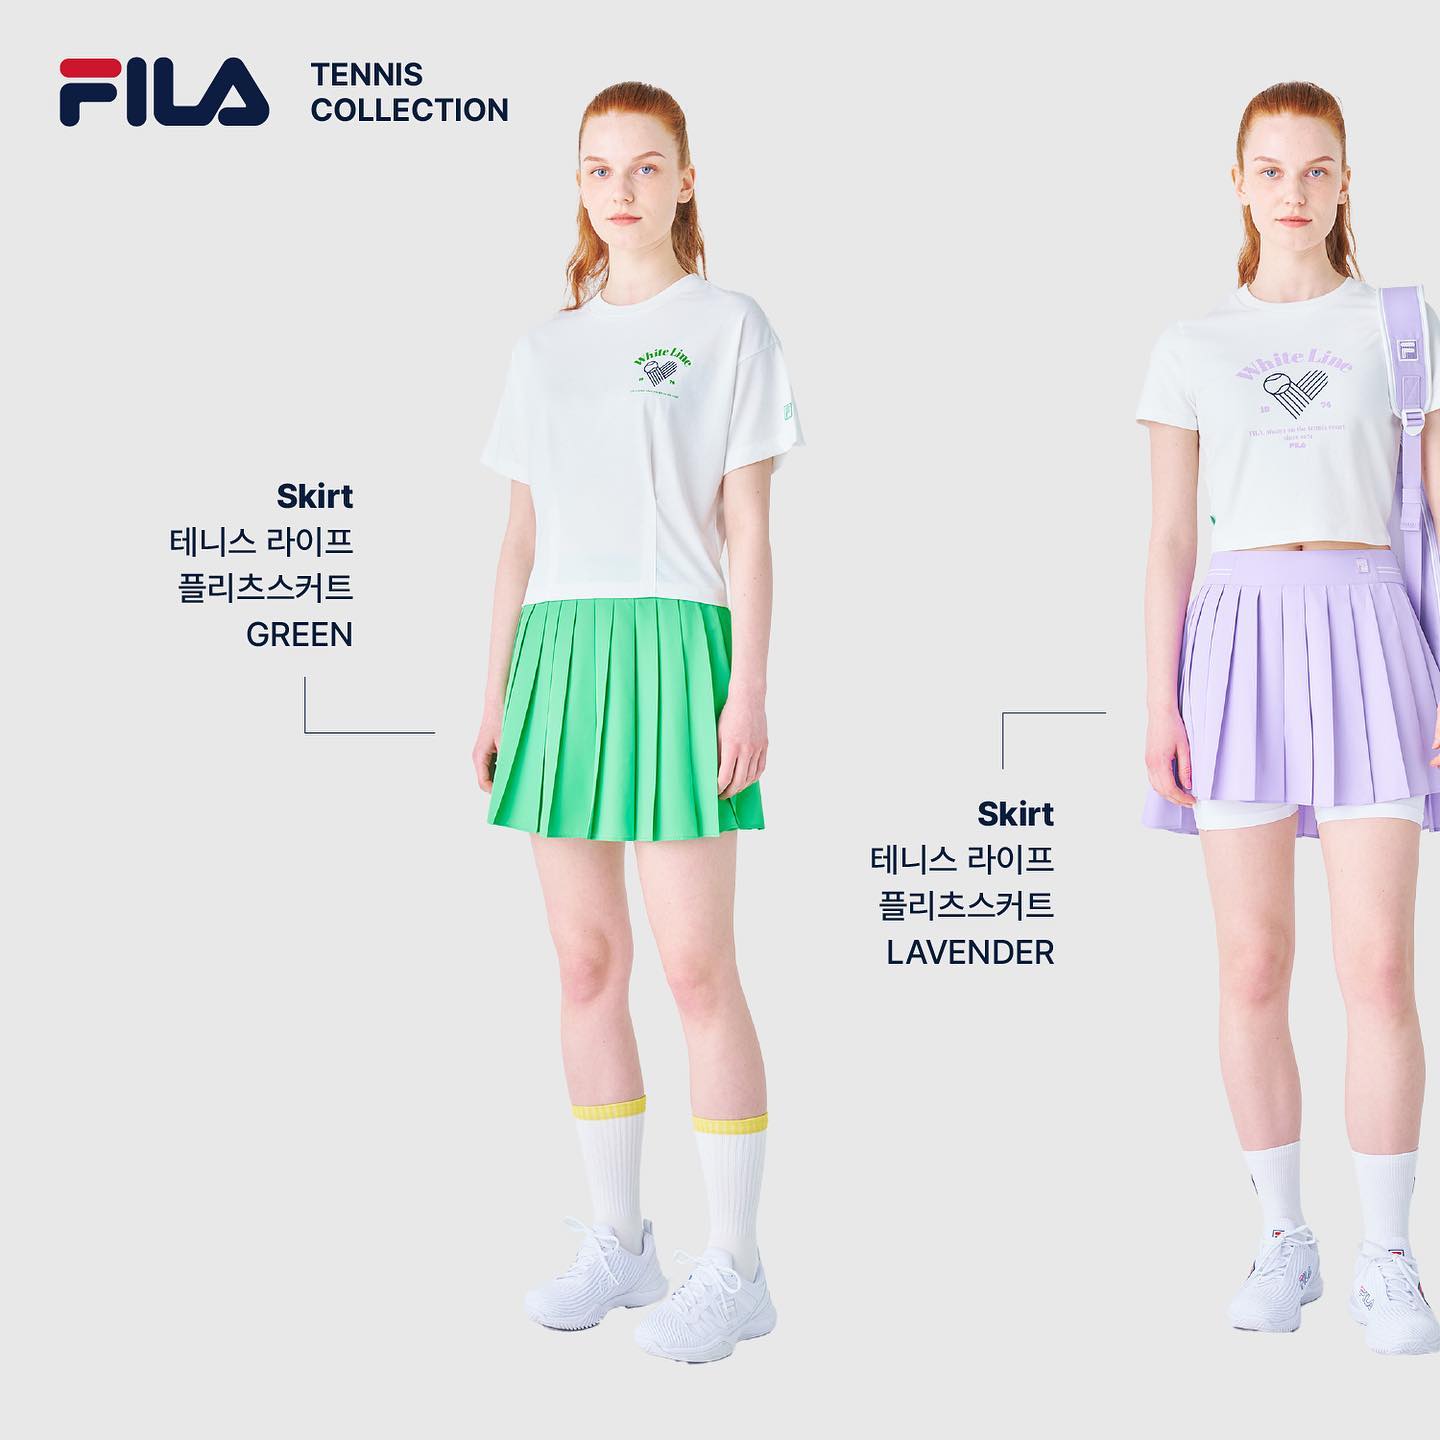 FILA
TENNIS
COLLECTION
White Line
White Line
19 74
FILA, always on the tennis court
since 1974
FILA
Skirt
테니스 라이프
플리츠스커트
GREEN
Skirt
테니스 라이프
플리츠스커트
LAVENDER
FILA